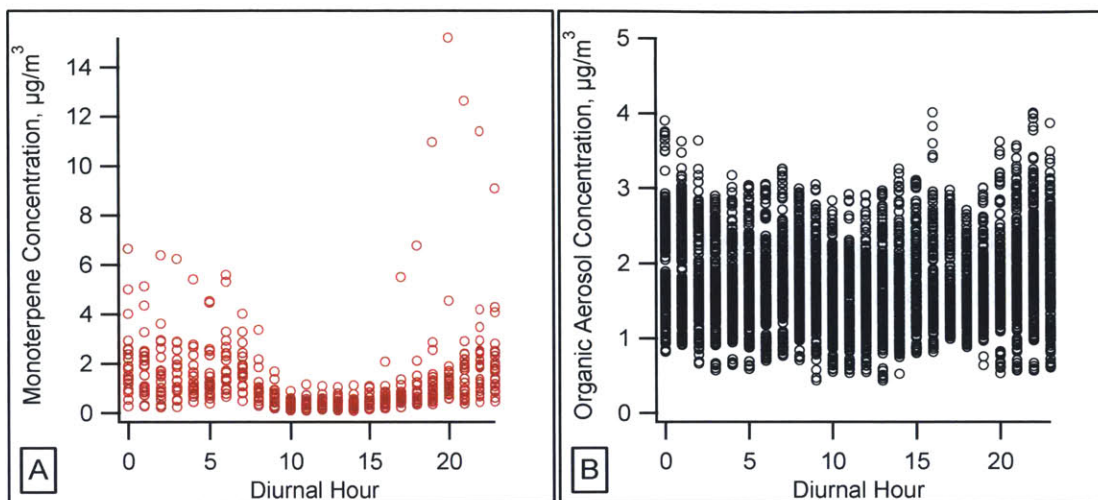 Monoterpene Concentration, µg/m³
14
12
10
8
6
4
2
0
0 5 10 15 20
Diurnal Hour
A
Organic Aerosol Concentration, µg/m³
5
4
3
2
1
0
0 5 10 15 20
Diurnal Hour
B